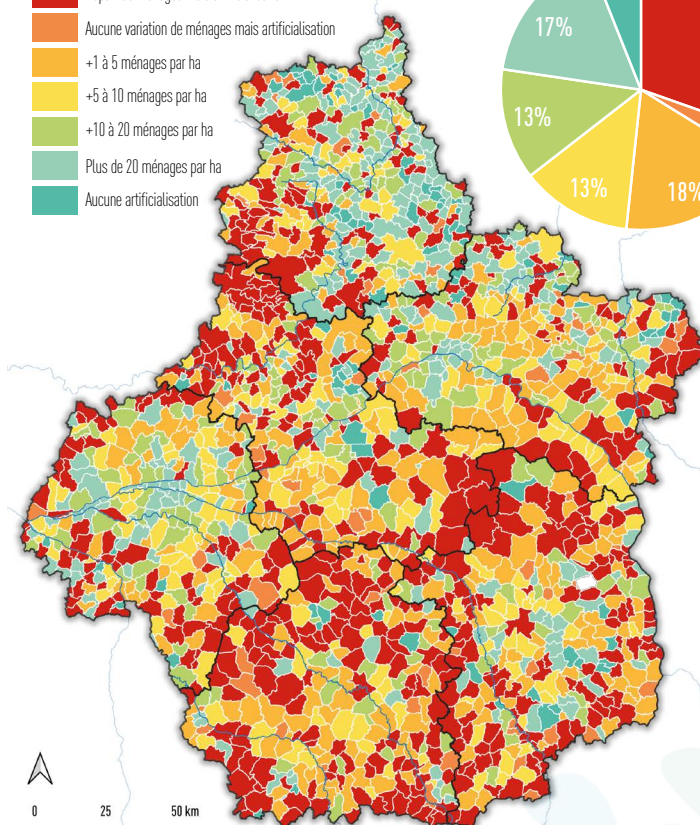 Aucune variation de ménages mais artificialisation
+1 à 5 ménages par ha
+5 à 10 ménages par ha
+10 à 20 ménages par ha
Plus de 20 ménages par ha
Aucune artificialisation
17%
13%
13%
18%
0 25 50 km